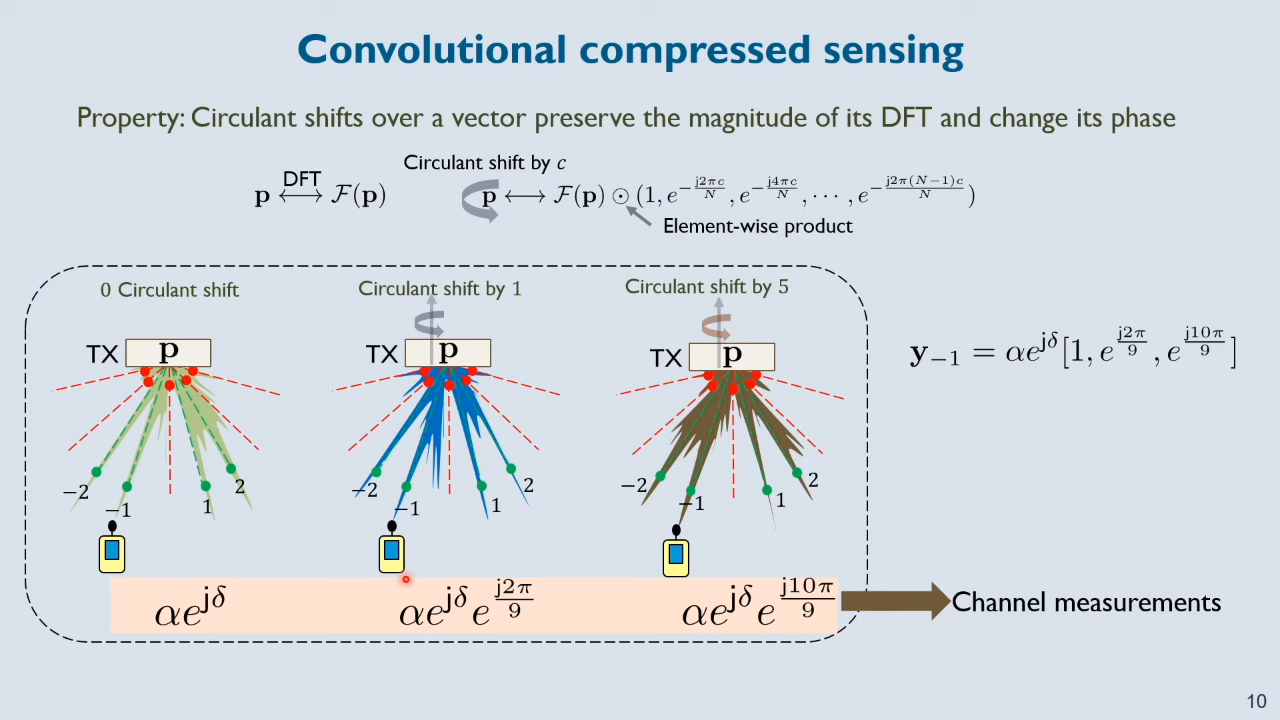 Convolutional compressed sensing
Property: Circulant shifts over a vector preserve the magnitude of its DFT and change its phase
Circulant shift by c
p ⟷ F(p)
DFT
p ⟷ F(p) ⊙ (1, e^{-j2πc/N}, e^{-j4πc/N}, ⋯, e^{-j2π(N−1)c/N})
Element-wise product
0 Circulant shift
Circulant shift by 1
Circulant shift by 5
TX p
TX p
TX p
y_{−1} = αe^{jδ}[1, e^{j2π/9}, e^{j10π/9}]
−2 −1 1 2
−2 −1 1 2
−2 −1 1 2
αe^{jδ}
αe^{jδ}e^{j2π/9}
αe^{jδ}e^{j10π/9}
Channel measurements
10